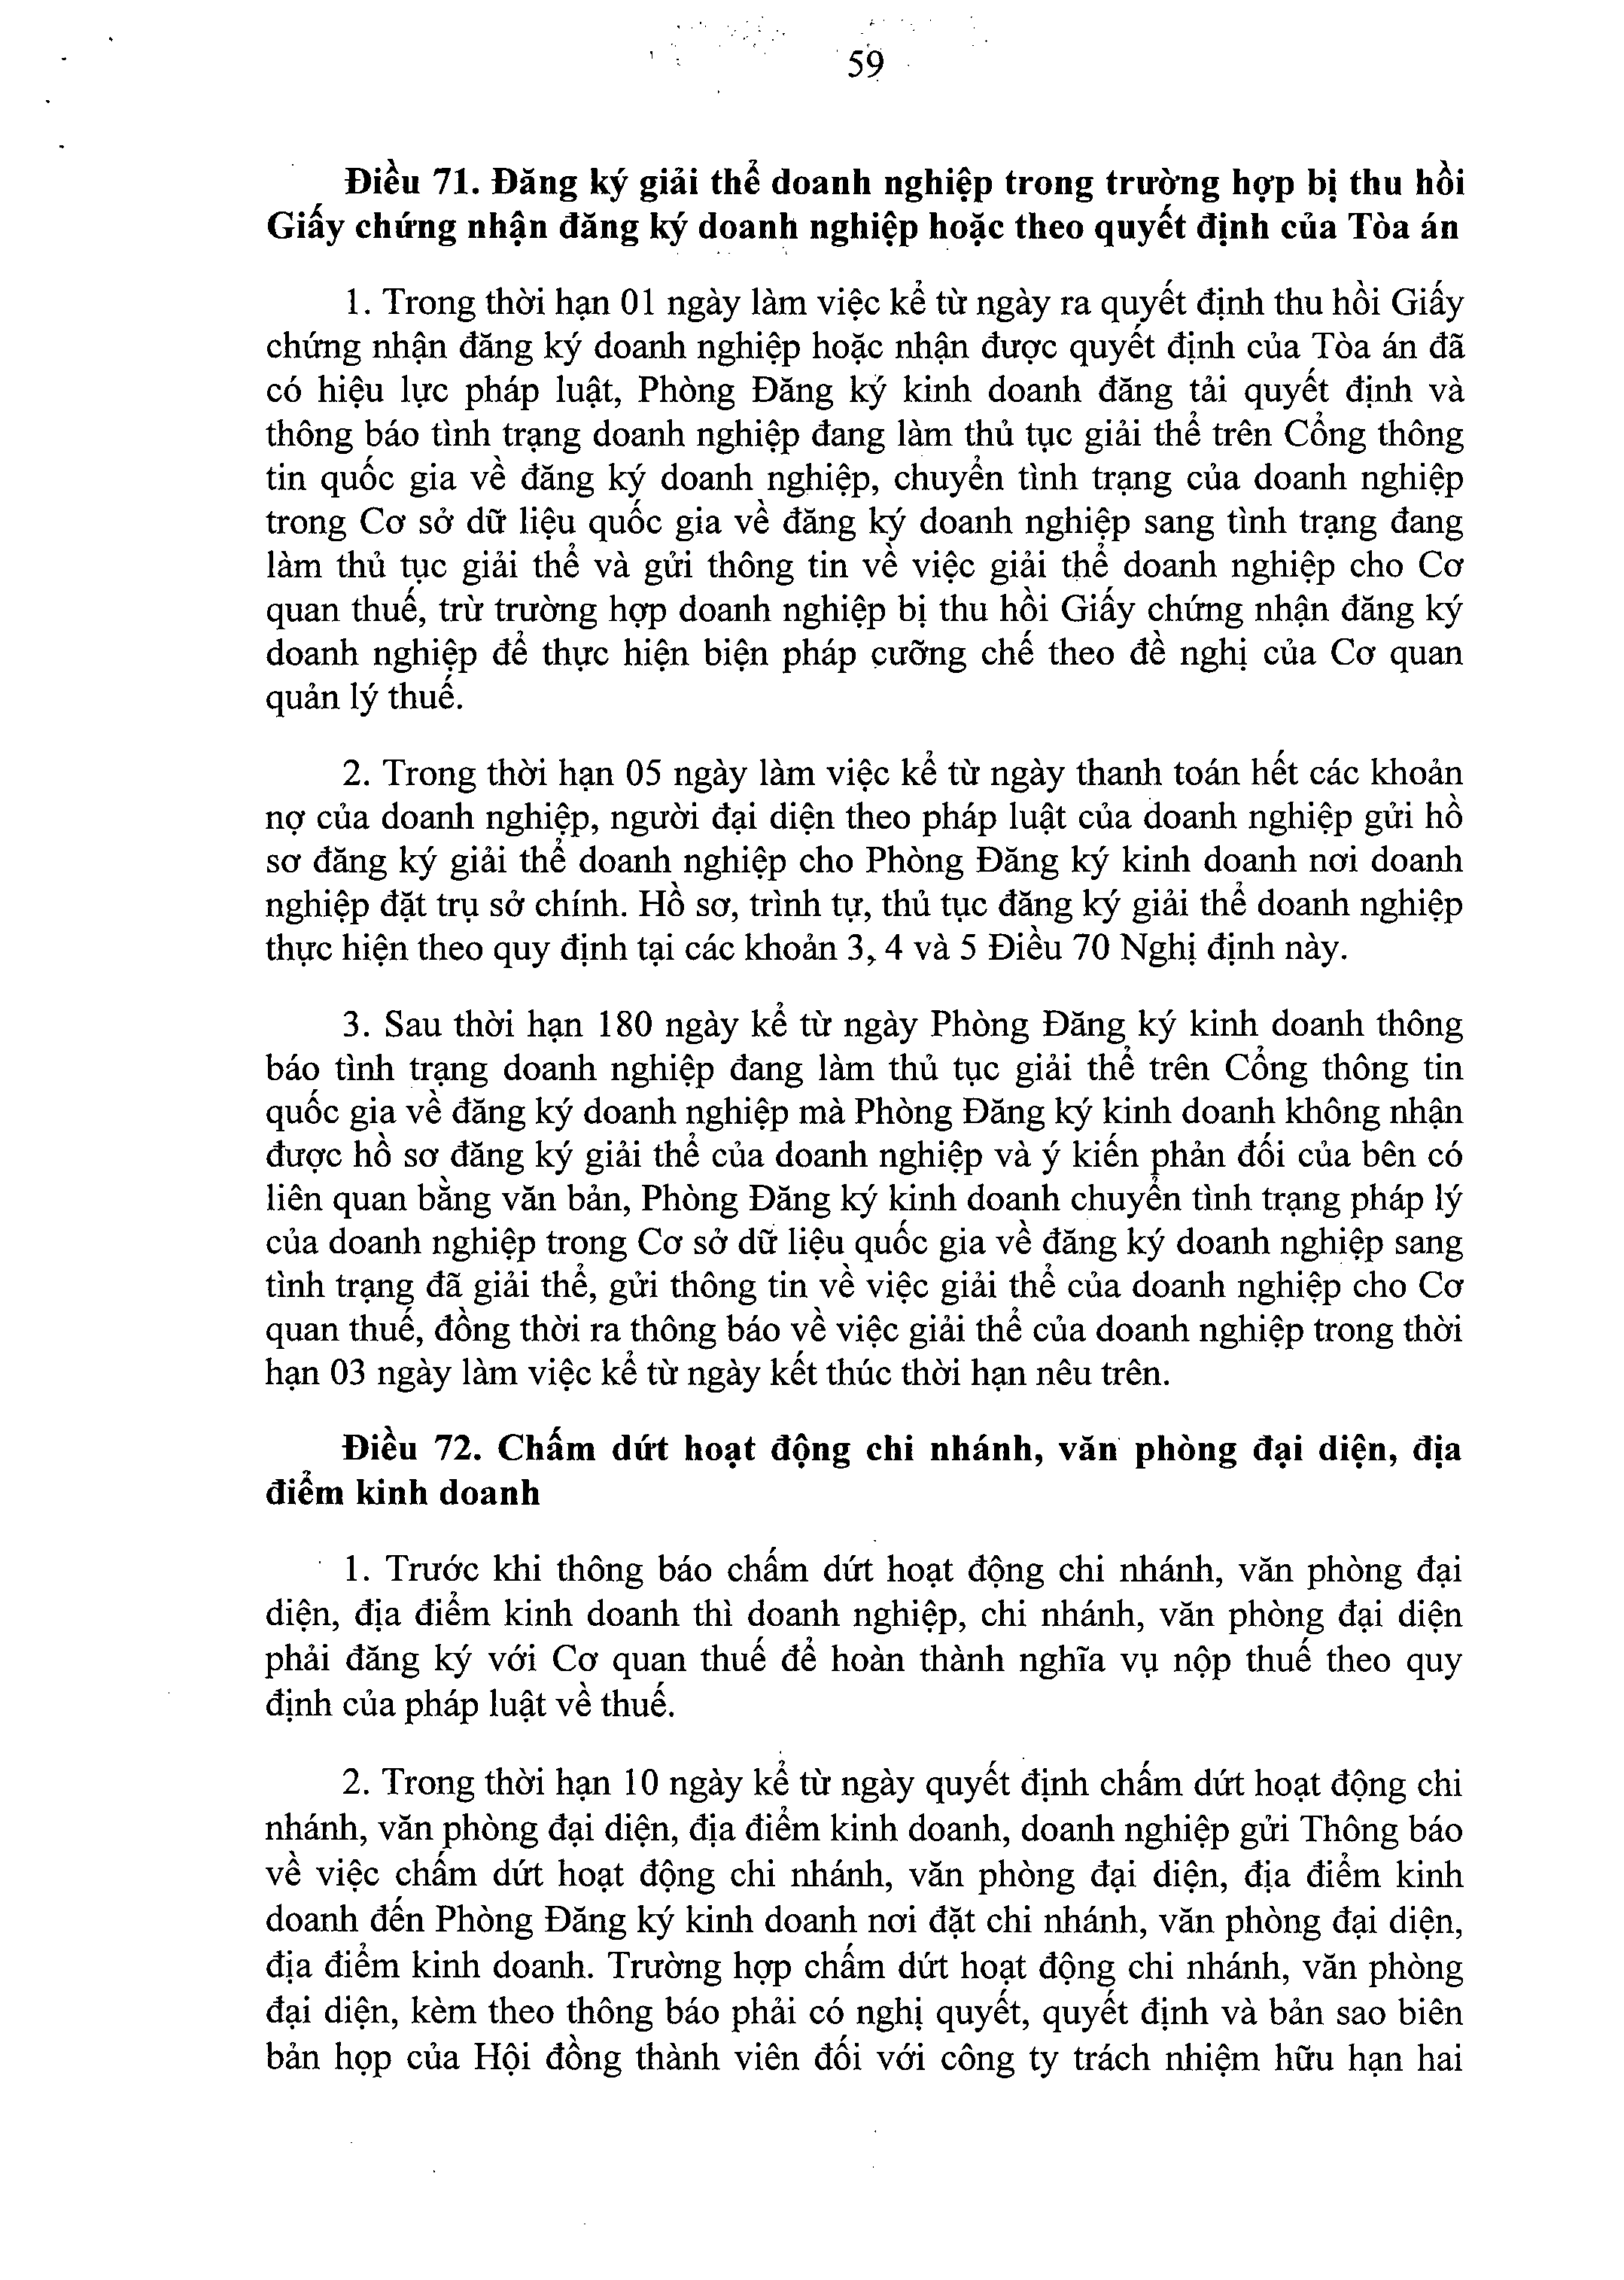 59
Điều 71. Đăng ký giải thể doanh nghiệp trong trường hợp bị thu hồi
Giấy chứng nhận đăng ký doanh nghiệp hoặc theo quyết định của Tòa án
1. Trong thời hạn 01 ngày làm việc kể từ ngày ra quyết định thu hồi Giấy
chứng nhận đăng ký doanh nghiệp hoặc nhận được quyết định của Tòa án đã
có hiệu lực pháp luật, Phòng Đăng ký kinh doanh đăng tải quyết định và
thông báo tình trạng doanh nghiệp đang làm thủ tục giải thể trên Cổng thông
tin quốc gia về đăng ký doanh nghiệp, chuyển tình trạng của doanh nghiệp
trong Cơ sở dữ liệu quốc gia về đăng ký doanh nghiệp sang tình trạng đang
làm thủ tục giải thể và gửi thông tin về việc giải thể doanh nghiệp cho Cơ
quan thuế, trừ trường hợp doanh nghiệp bị thu hồi Giấy chứng nhận đăng ký
doanh nghiệp để thực hiện biện pháp cưỡng chế theo đề nghị của Cơ quan
quản lý thuế.
2. Trong thời hạn 05 ngày làm việc kể từ ngày thanh toán hết các khoản
nợ của doanh nghiệp, người đại diện theo pháp luật của doanh nghiệp gửi hồ
sơ đăng ký giải thể doanh nghiệp cho Phòng Đăng ký kinh doanh nơi doanh
nghiệp đặt trụ sở chính. Hồ sơ, trình tự, thủ tục đăng ký giải thể doanh nghiệp
thực hiện theo quy định tại các khoản 3, 4 và 5 Điều 70 Nghị định này.
3. Sau thời hạn 180 ngày kể từ ngày Phòng Đăng ký kinh doanh thông
báo tình trạng doanh nghiệp đang làm thủ tục giải thể trên Cổng thông tin
quốc gia về đăng ký doanh nghiệp mà Phòng Đăng ký kinh doanh không nhận
được hồ sơ đăng ký giải thể của doanh nghiệp và ý kiến phản đối của bên có
liên quan bằng văn bản, Phòng Đăng ký kinh doanh chuyển tình trạng pháp lý
của doanh nghiệp trong Cơ sở dữ liệu quốc gia về đăng ký doanh nghiệp sang
tình trạng đã giải thể, gửi thông tin về việc giải thể của doanh nghiệp cho Cơ
quan thuế, đồng thời ra thông báo về việc giải thể của doanh nghiệp trong thời
hạn 03 ngày làm việc kể từ ngày kết thúc thời hạn nêu trên.
Điều 72. Chấm dứt hoạt động chi nhánh, văn phòng đại diện, địa
điểm kinh doanh
1. Trước khi thông báo chấm dứt hoạt động chi nhánh, văn phòng đại
diện, địa điểm kinh doanh thì doanh nghiệp, chi nhánh, văn phòng đại diện
phải đăng ký với Cơ quan thuế để hoàn thành nghĩa vụ nộp thuế theo quy
định của pháp luật về thuế.
2. Trong thời hạn 10 ngày kể từ ngày quyết định chấm dứt hoạt động chi
nhánh, văn phòng đại diện, địa điểm kinh doanh, doanh nghiệp gửi Thông báo
về việc chấm dứt hoạt động chi nhánh, văn phòng đại diện, địa điểm kinh
doanh đến Phòng Đăng ký kinh doanh nơi đặt chi nhánh, văn phòng đại diện,
địa điểm kinh doanh. Trường hợp chấm dứt hoạt động chi nhánh, văn phòng
đại diện, kèm theo thông báo phải có nghị quyết, quyết định và bản sao biên
bản họp của Hội đồng thành viên đối với công ty trách nhiệm hữu hạn hai